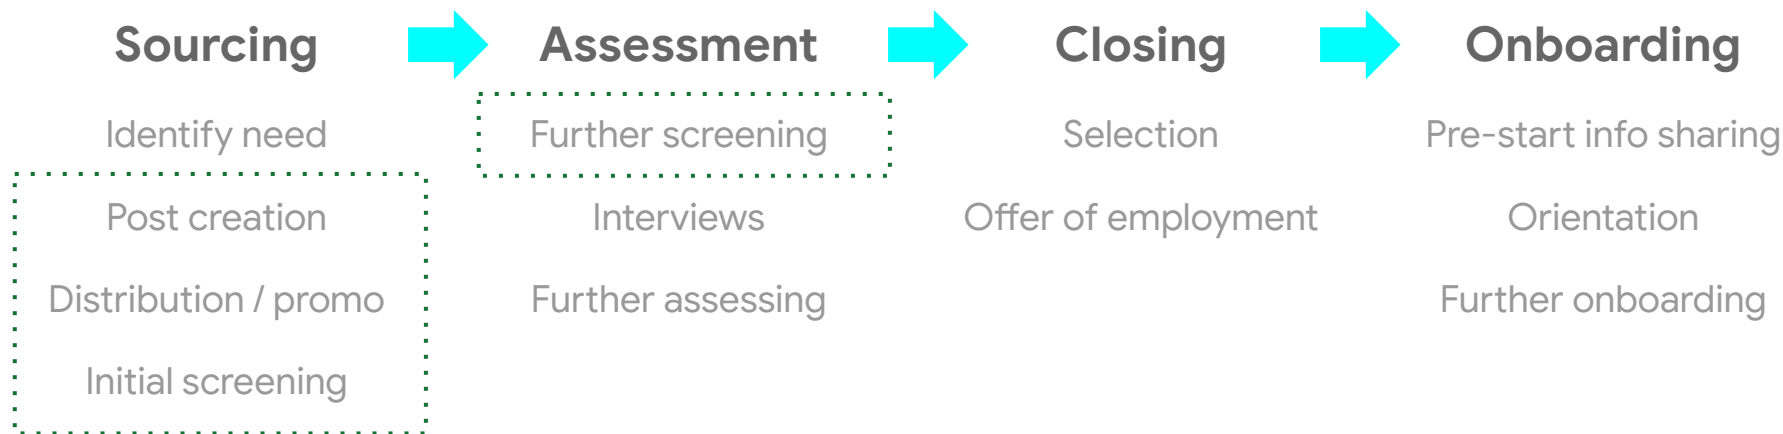 Sourcing
Identify need
Post creation
Distribution / promo
Initial screening
Assessment
Further screening
Interviews
Further assessing
Closing
Selection
Offer of employment
Onboarding
Pre-start info sharing
Orientation
Further onboarding